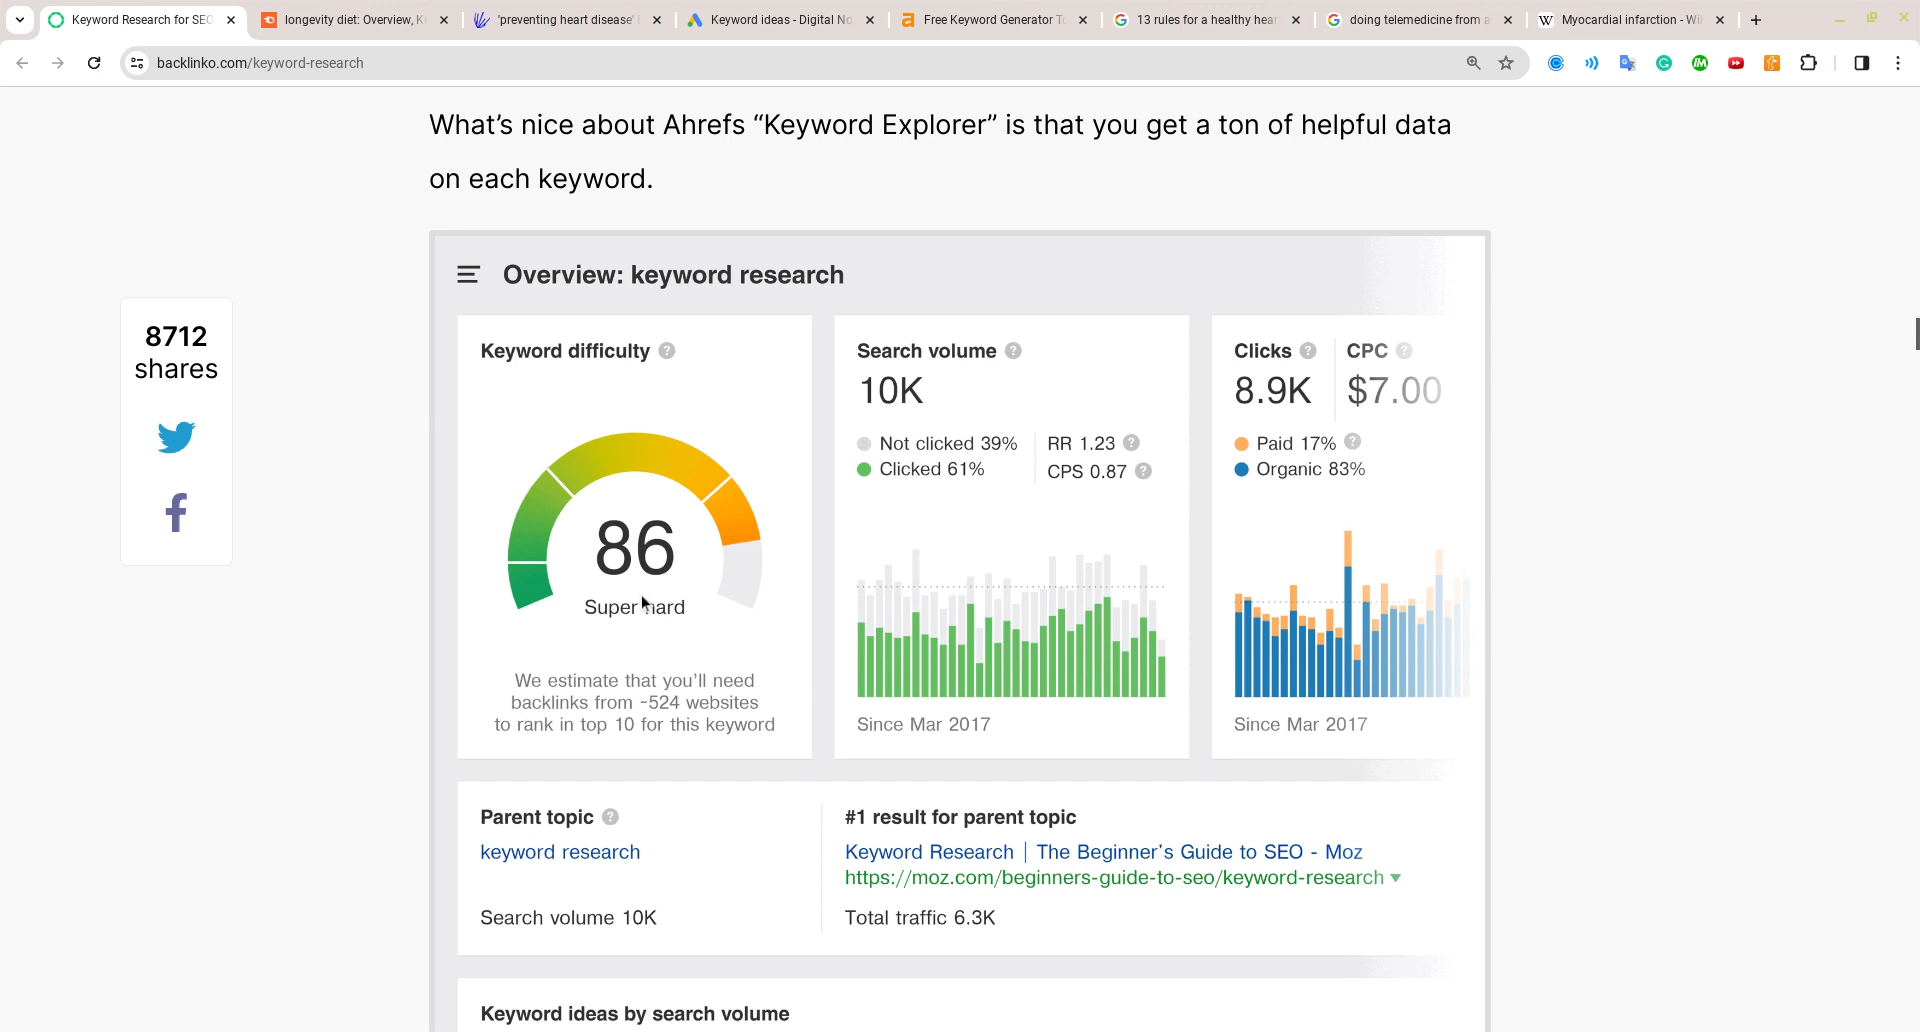 Keyword Research for SEO
longevity diet: Overview, K
'preventing heart disease'
Keyword ideas - Digital No
Free Keyword Generator To
13 rules for a healthy hear
doing telemedicine from a
Myocardial infarction - Wi
backlinko.com/keyword-research
What's nice about Ahrefs “Keyword Explorer” is that you get a ton of helpful data
on each keyword.
8712
shares
Overview: keyword research
Keyword difficulty
86
Super hard
We estimate that you'll need
backlinks from ~524 websites
to rank in top 10 for this keyword
Search volume
10K
Not clicked 39%
Clicked 61%
RR 1.23
CPS 0.87
Since Mar 2017
Clicks
8.9K
CPC
$7.00
Paid 17%
Organic 83%
Since Mar 2017
Parent topic
keyword research
Search volume 10K
#1 result for parent topic
Keyword Research | The Beginner's Guide to SEO - Moz
https://moz.com/beginners-guide-to-seo/keyword-research
Total traffic 6.3K
Keyword ideas by search volume